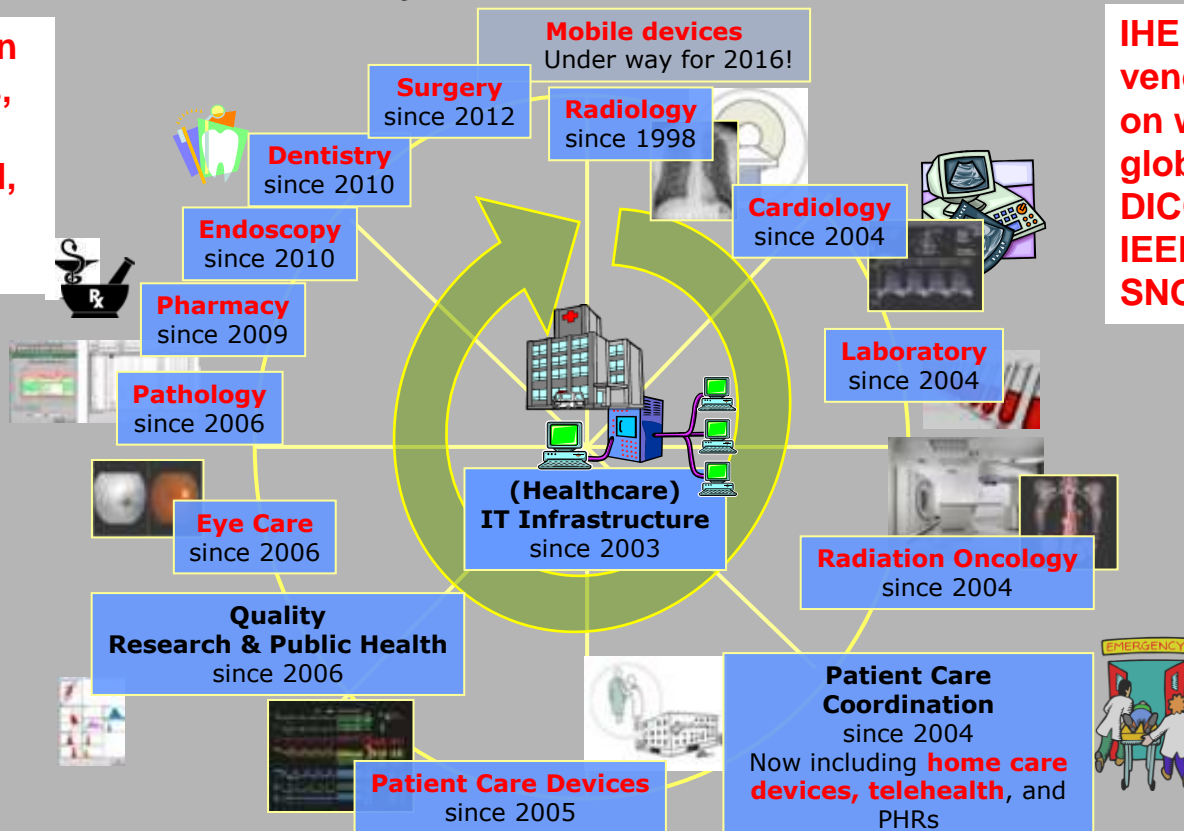 Mobile devices
Under way for 2016!
Surgery
since 2012
Radiology
since 1998
Dentistry
since 2010
Cardiology
since 2004
Endoscopy
since 2010
Pharmacy
since 2009
Laboratory
since 2004
Pathology
since 2006
(Healthcare)
IT Infrastructure
since 2003
Eye Care
since 2006
Radiation Oncology
since 2004
Quality
Research & Public Health
since 2006
Patient Care
Coordination
since 2004
Now including home care
devices, telehealth, and
PHRs
Patient Care Devices
since 2005
EMERGENCY
Rx
IHE
on